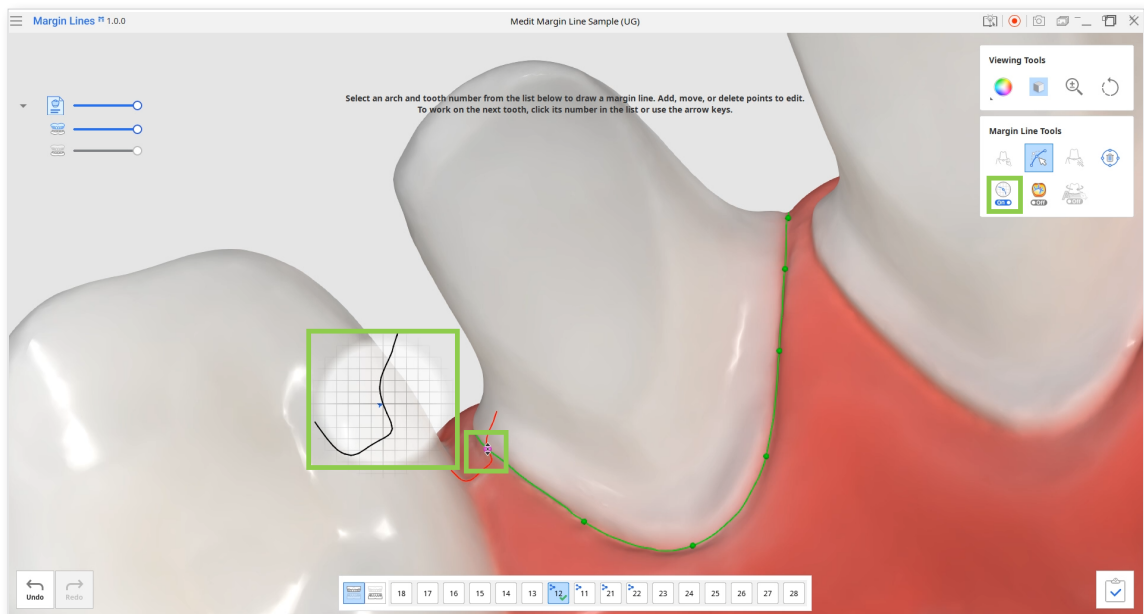 Margin Lines 1.0.0
Medit Margin Line Sample (UG)
Select an arch and tooth number from the list below to draw a margin line. Add, move, or delete points to edit.
To work on the next tooth, click its number in the list or use the arrow keys.
Viewing Tools
Margin Line Tools
On Off Off
Undo Redo
18 17 16 15 14 13 12 11 21 22 23 24 25 26 27 28